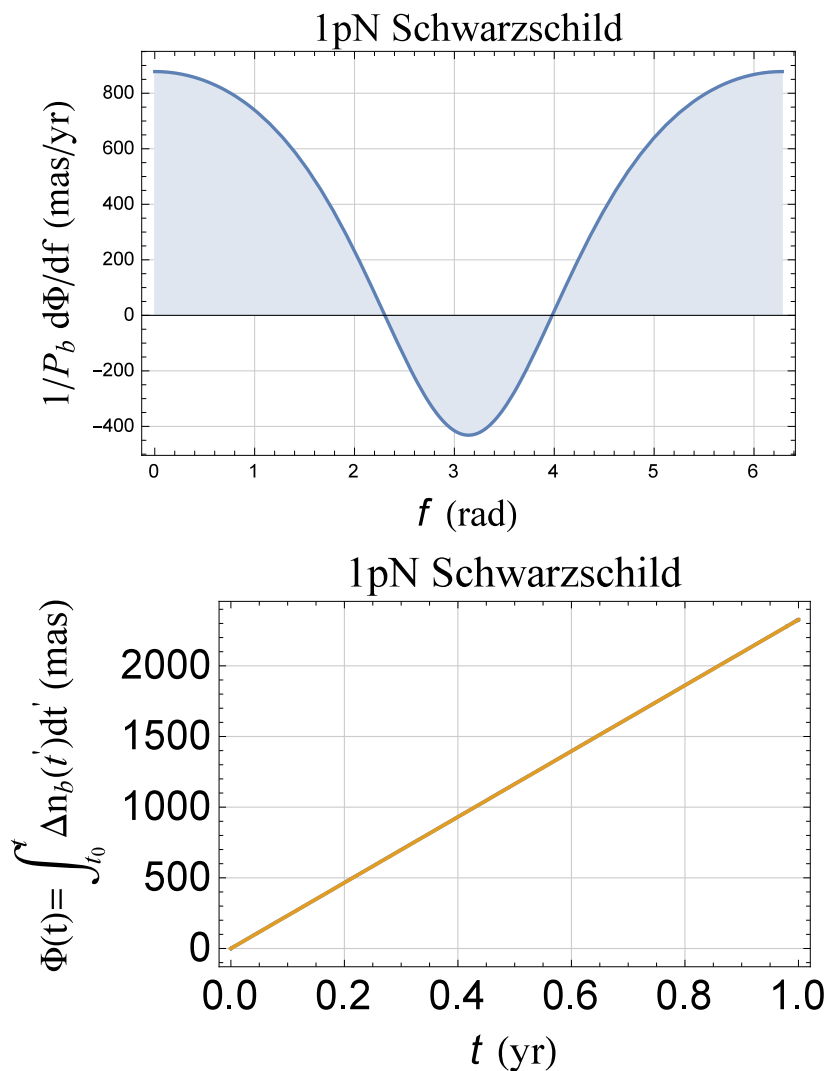 1pN Schwarzschild
1/P_b dΦ/df (mas/yr)
800
600
400
200
0
−200
−400
0 1 2 3 4 5 6
f (rad)
1pN Schwarzschild
Φ(t)= ∫_{t_0}^{t} Δn_b(t')dt' (mas)
2000
1500
1000
500
0
0.0 0.2 0.4 0.6 0.8 1.0
t (yr)